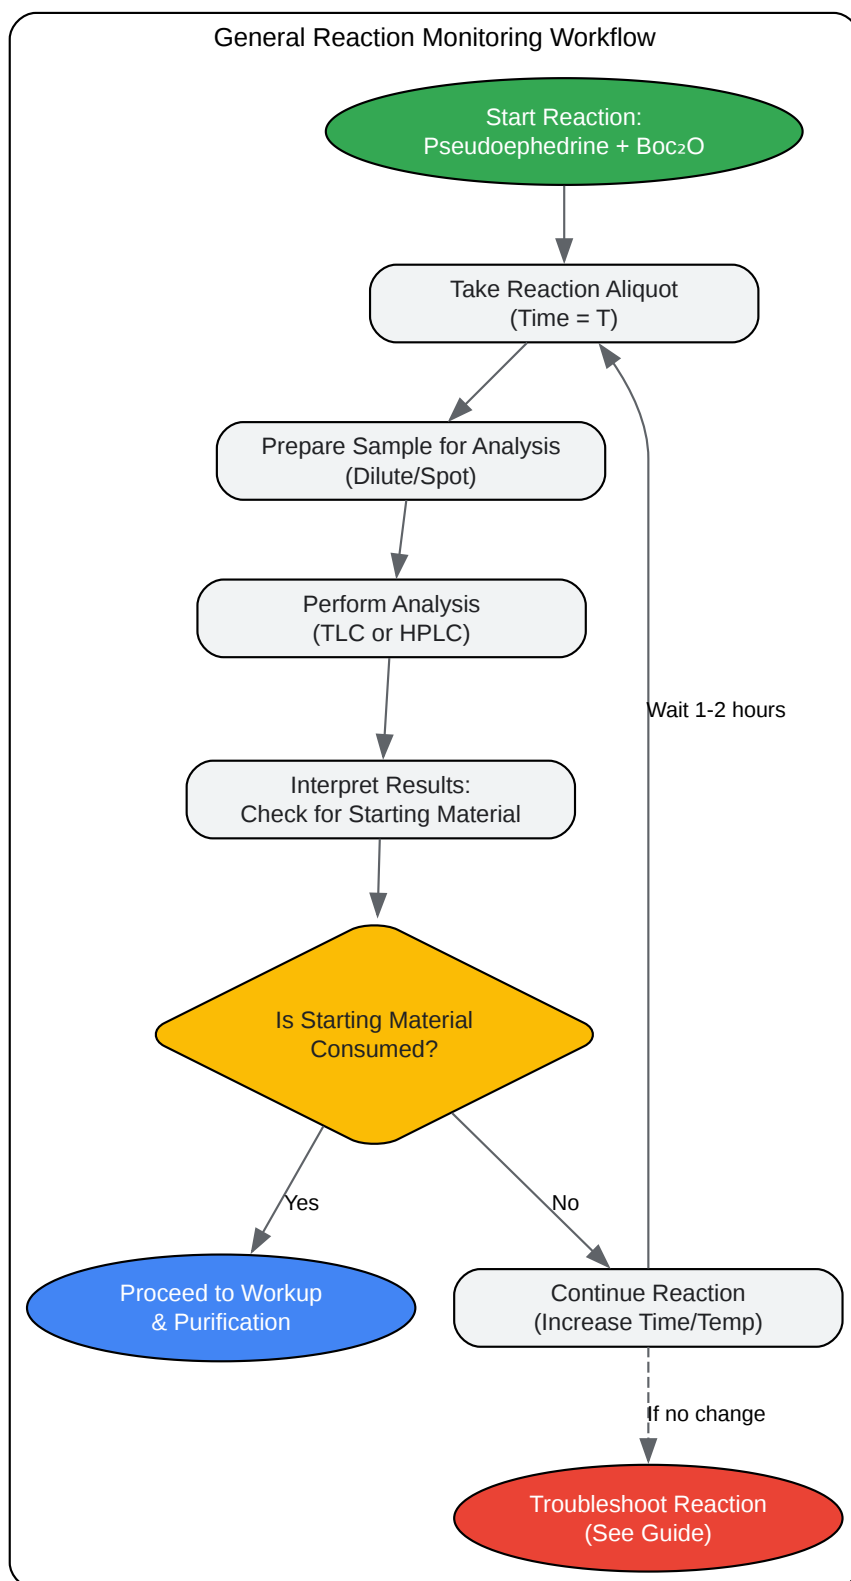 General Reaction Monitoring Workflow
Start Reaction:
Pseudoephedrine + Boc₂O
Take Reaction Aliquot
(Time = T)
Prepare Sample for Analysis
(Dilute/Spot)
Perform Analysis
(TLC or HPLC)
Wait 1-2 hours
Interpret Results:
Check for Starting Material
Is Starting Material
Consumed?
Yes
No
Proceed to Workup
& Purification
Continue Reaction
(Increase Time/Temp)
If no change
Troubleshoot Reaction
(See Guide)